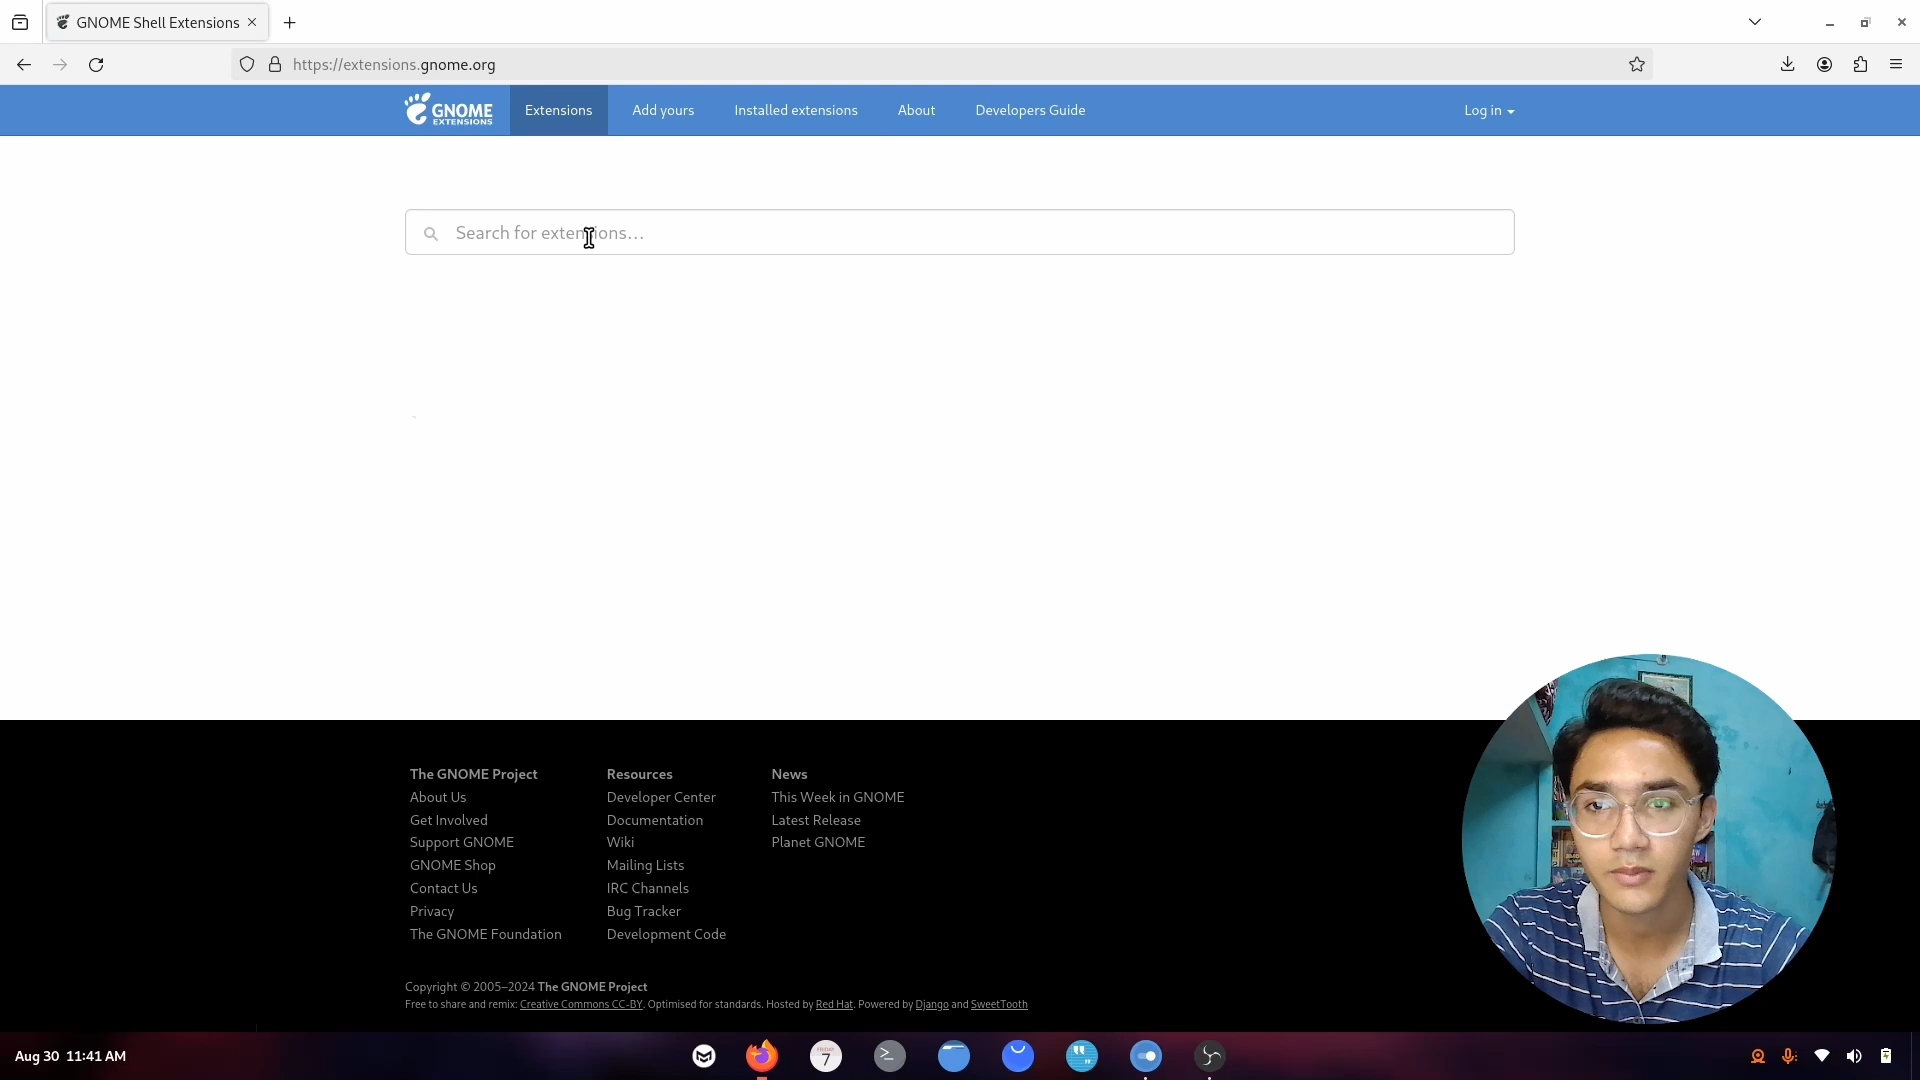 GNOME Shell Extensions
https://extensions.gnome.org
GNOME
EXTENSIONS
Extensions
Add yours
Installed extensions
About
Developers Guide
Log in
Search for extensions...
The GNOME Project
About Us
Get Involved
Support GNOME
GNOME Shop
Contact Us
Privacy
The GNOME Foundation
Resources
Developer Center
Documentation
Wiki
Mailing Lists
IRC Channels
Bug Tracker
Development Code
News
This Week in GNOME
Latest Release
Planet GNOME
Copyright © 2005–2024 The GNOME Project
Free to share and remix: Creative Commons CC-BY. Optimised for standards. Hosted by Red Hat. Powered by Django and SweetTooth
Aug 30 11:41 AM
FRIDAY
7